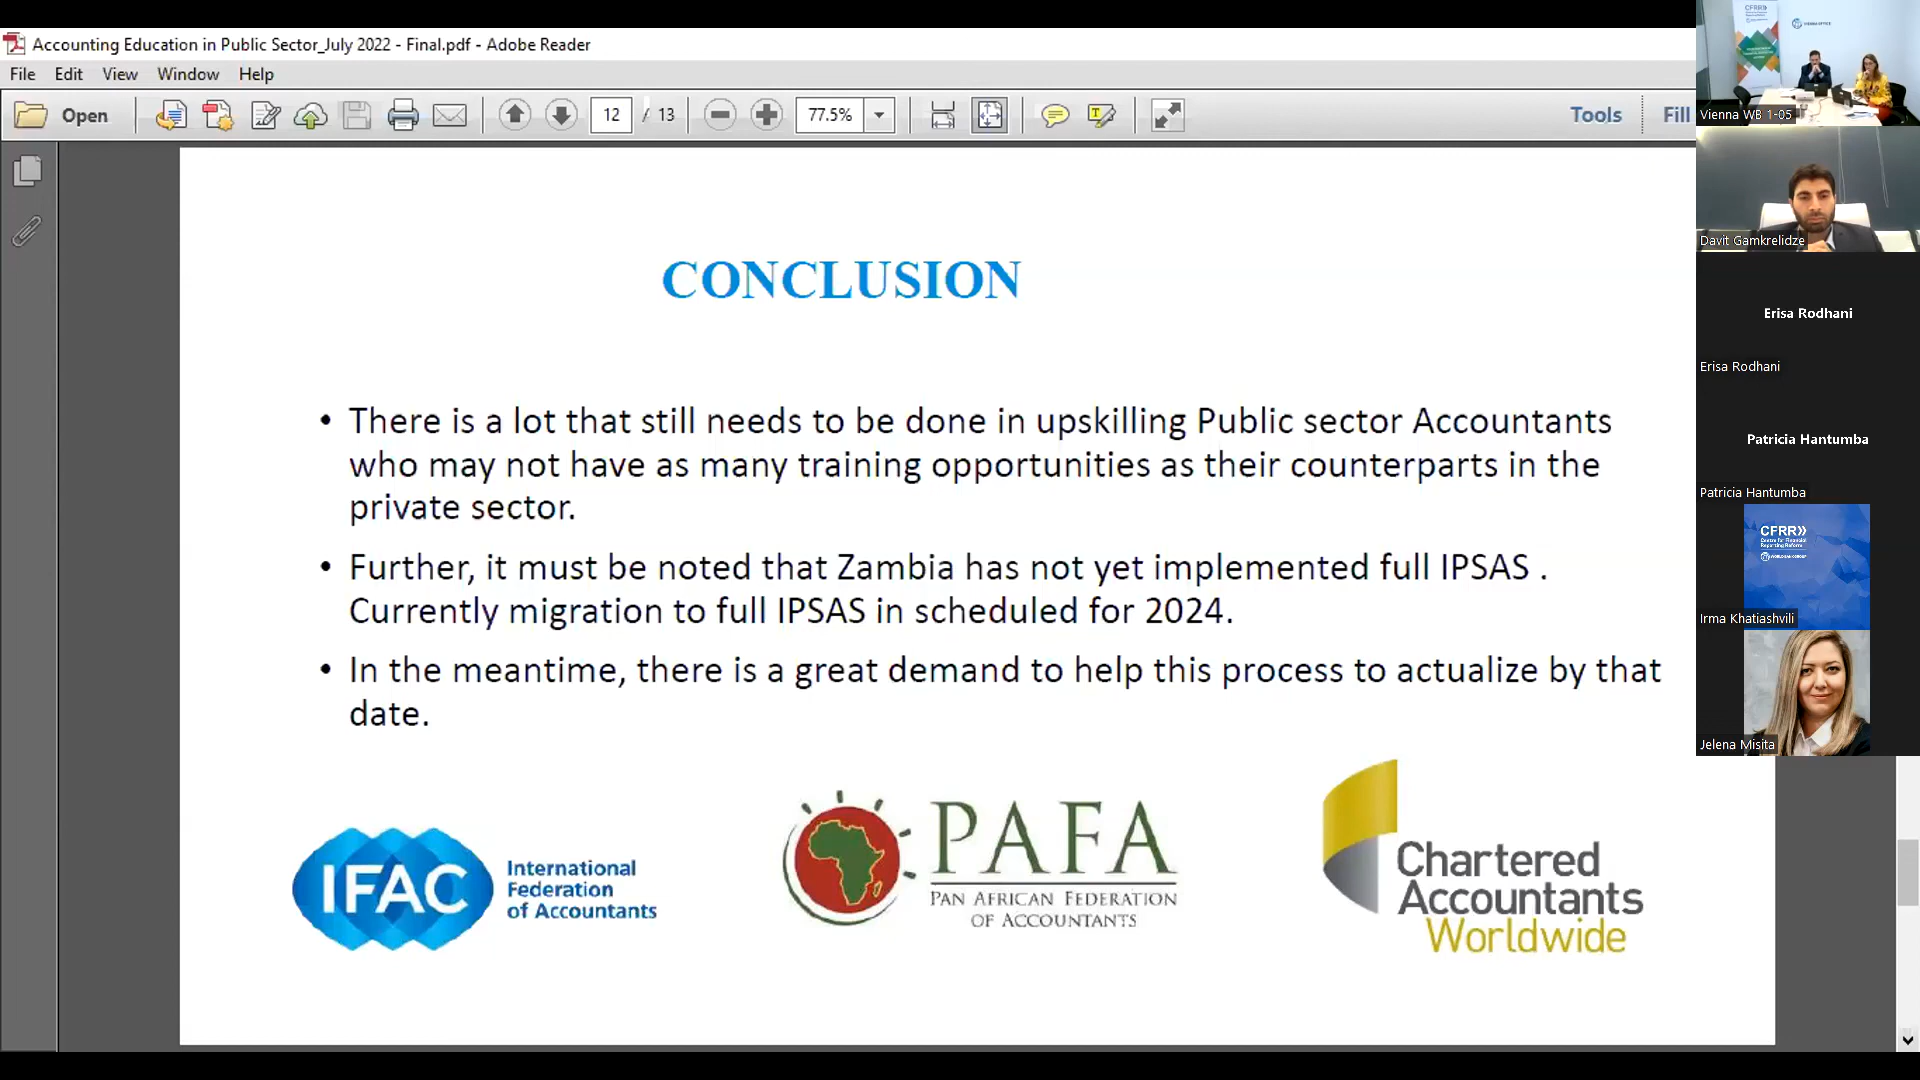 Accounting Education in Public Sector_July 2022 - Final.pdf - Adobe Reader
File Edit View Window Help
Open
12 / 13
77.5%
Tools
Fill
CONCLUSION
• There is a lot that still needs to be done in upskilling Public sector Accountants
who may not have as many training opportunities as their counterparts in the
private sector.
• Further, it must be noted that Zambia has not yet implemented full IPSAS .
Currently migration to full IPSAS in scheduled for 2024.
• In the meantime, there is a great demand to help this process to actualize by that
date.
IFAC
International
Federation
of Accountants
PAFA
PAN AFRICAN FEDERATION
OF ACCOUNTANTS
Chartered
Accountants
Worldwide
CFRR
Vienna WB 1-05
Davit Gamkrelidze
Erisa Rodhani
Erisa Rodhani
Patricia Hantumba
Patricia Hantumba
CFRR
Centre for Financial
Reporting Reform
Irma Khatiashvili
Jelena Misita